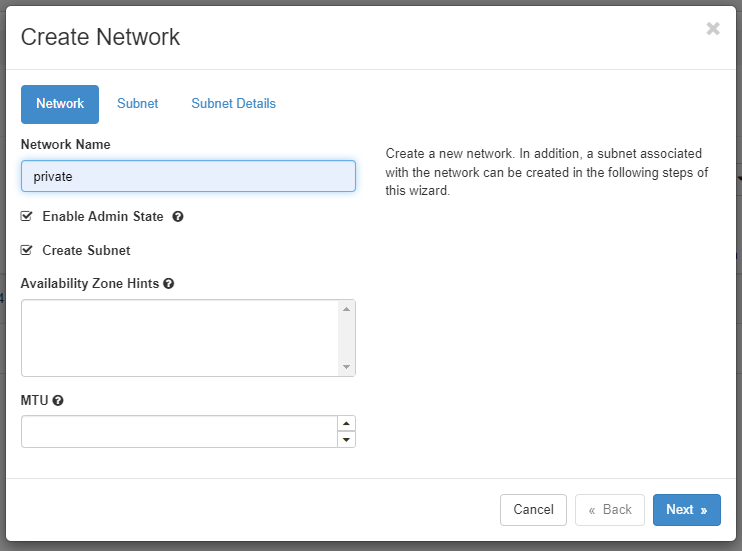 Create Network
×
Network Subnet Subnet Details
Network Name
private
Create a new network. In addition, a subnet associated
with the network can be created in the following steps of
this wizard.
Enable Admin State ?
Create Subnet
Availability Zone Hints ?
MTU ?
Cancel « Back Next »